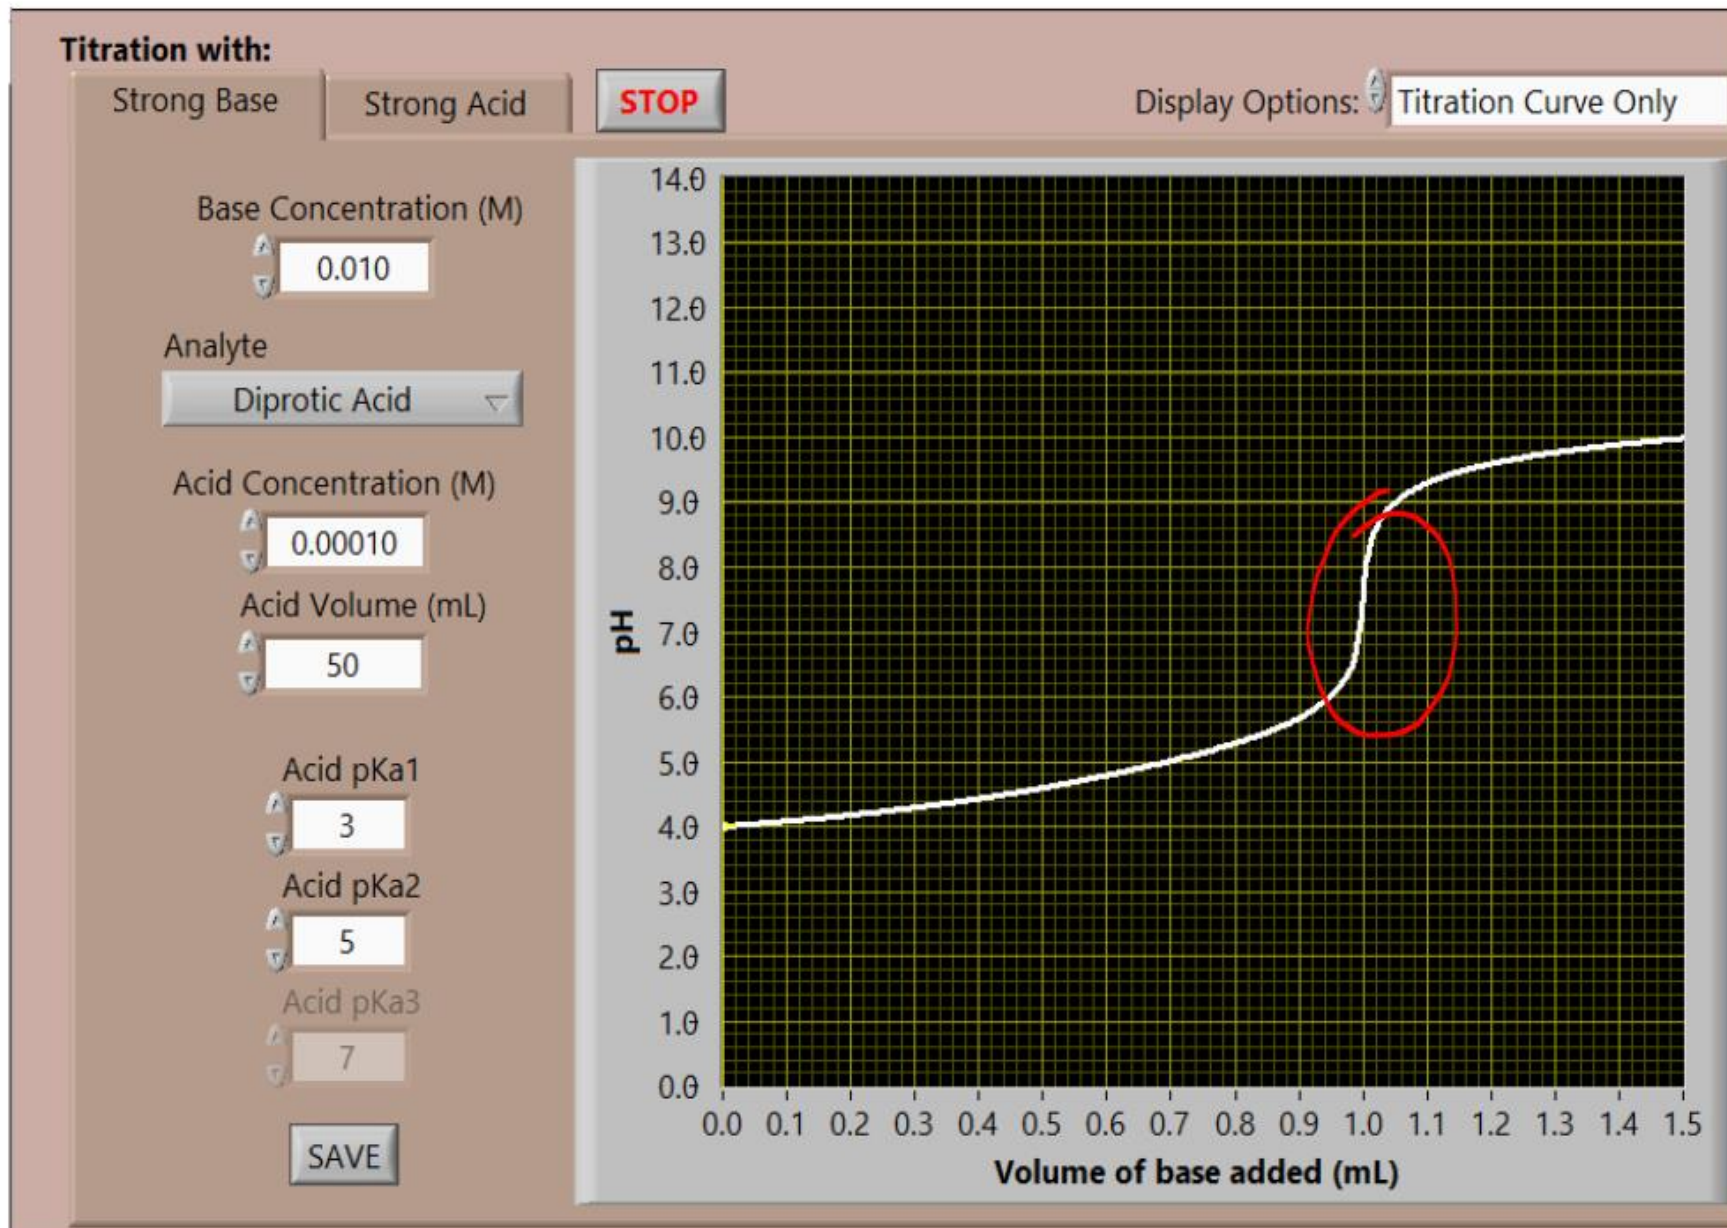 Titration with:
Strong Base
Strong Acid
STOP
Display Options:
Titration Curve Only
Base Concentration (M)
0.010
Analyte
Diprotic Acid
Acid Concentration (M)
0.00010
Acid Volume (mL)
50
Acid pKa1
3
Acid pKa2
5
Acid pKa3
7
SAVE
14.0
13.0
12.0
11.0
10.0
9.0
8.0
7.0
6.0
5.0
4.0
3.0
2.0
1.0
0.0
pH
0.0 0.1 0.2 0.3 0.4 0.5 0.6 0.7 0.8 0.9 1.0 1.1 1.2 1.3 1.4 1.5
Volume of base added (mL)